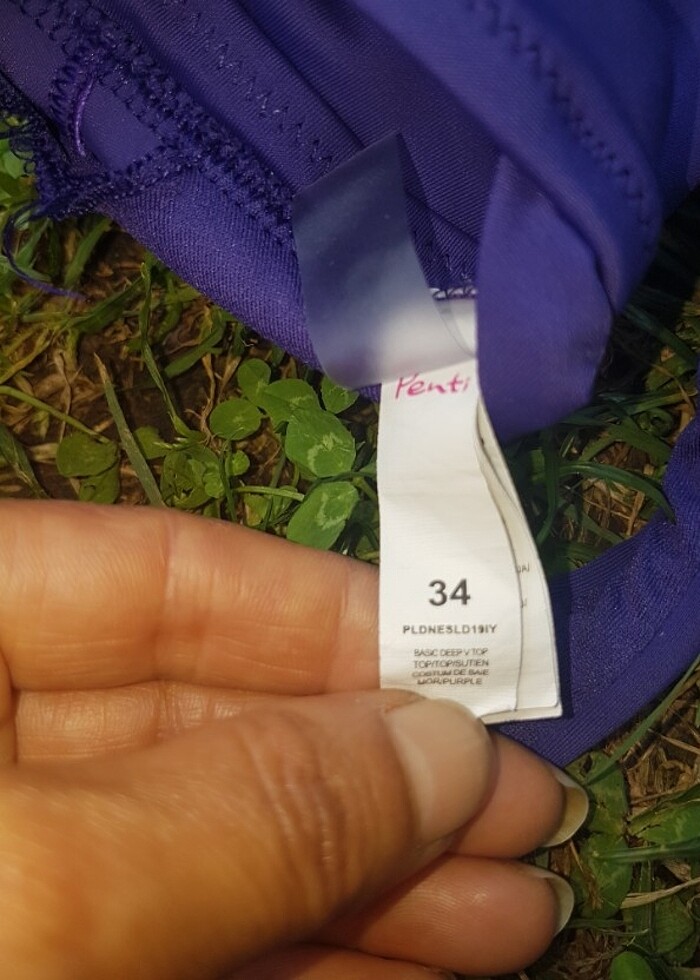 Penti
34
PLDNESLD19IY
BASIC DEEP V TOP
TOP/TOP/SUTIEN
COSTUM DE BAIE
MOR/PURPLE